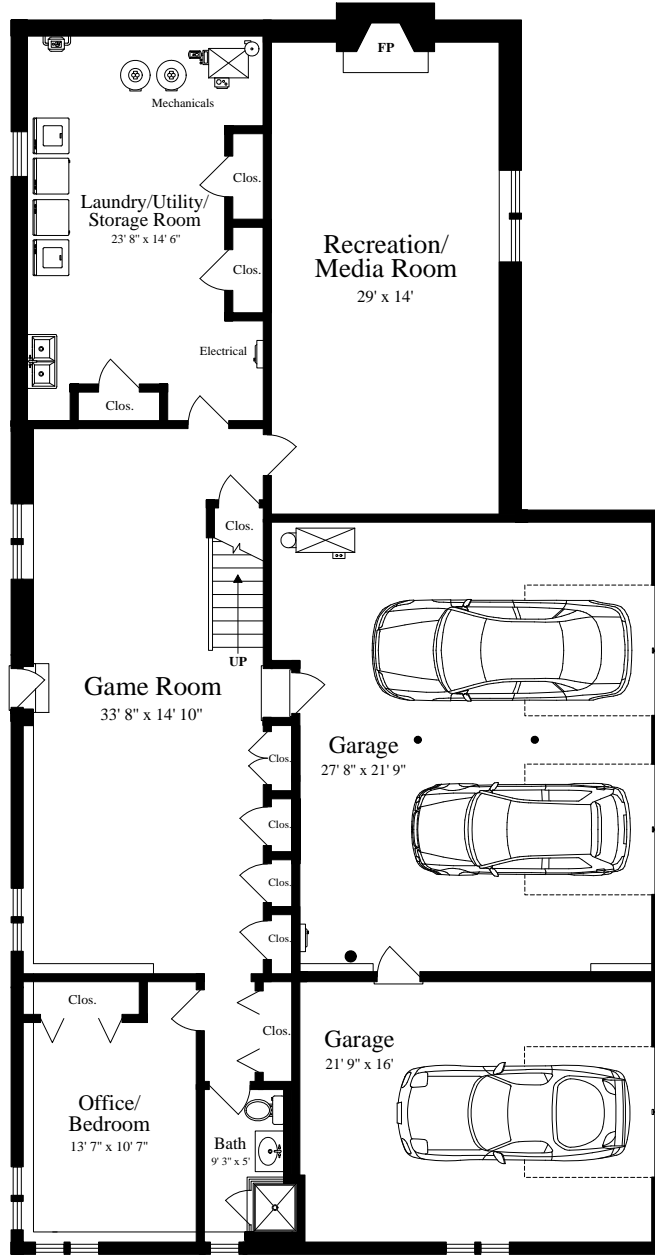 FP
Mechanicals
Clos.
Laundry/Utility/
Storage Room
23' 8" x 14' 6"
Clos.
Recreation/
Media Room
29' x 14'
Electrical
Clos.
Clos.
UP
Game Room
33' 8" x 14' 10"
Garage
27' 8" x 21' 9"
Clos.
Clos.
Clos.
Clos.
Clos.
Clos.
Garage
21' 9" x 16'
Office/
Bedroom
13' 7" x 10' 7"
Bath
9' 3" x 5'